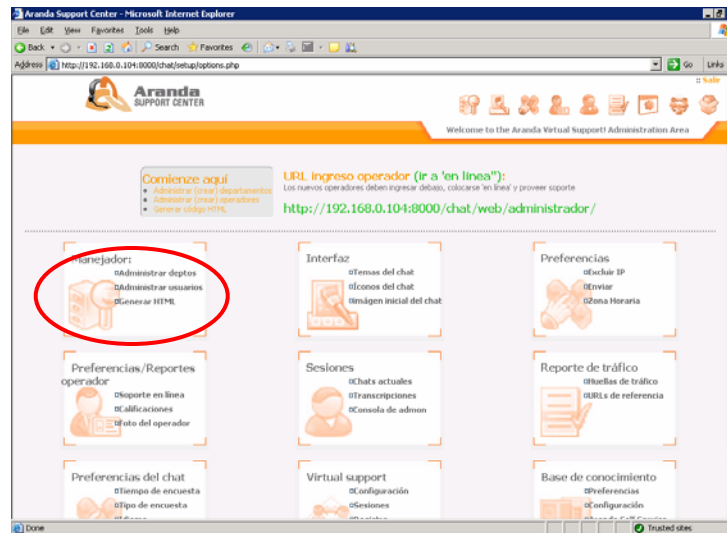 Aranda Support Center - Microsoft Internet Explorer
File Edit View Favorites Tools Help
Back Search Favorites
Address http://192.168.0.104:8000/chat/setup/options.php Go Links
:: Salir
Aranda
SUPPORT CENTER
Welcome to the Aranda Virtual Support! Administration Area
Comienze aquí
Administrar (crear) departamentos
Administrar (crear) operadores
Generar código HTML
URL ingreso operador (ir a 'en línea"):
Los nuevos operadores deben ingresar debajo, colocarse 'en línea' y proveer soporte
http://192.168.0.104:8000/chat/web/administrador/
Manejador:
Administrar deptos
Administrar usuarios
Generar HTML
Interfaz
Temas del chat
Íconos del chat
Imágen inicial del chat
Preferencias
Excluir IP
Enviar
Zona Horaria
Preferencias/Reportes
operador
Soporte en línea
Calificaciones
Foto del operador
Sesiones
Chats actuales
Transcripciones
Consola de admon
Reporte de tráfico
Huellas de tráfico
URLs de referencia
Preferencias del chat
Tiempo de encuesta
Tipo de encuesta
Virtual support
Configuración
Sesiones
Base de conocimiento
Preferencias
Configuración
Done
Trusted sites